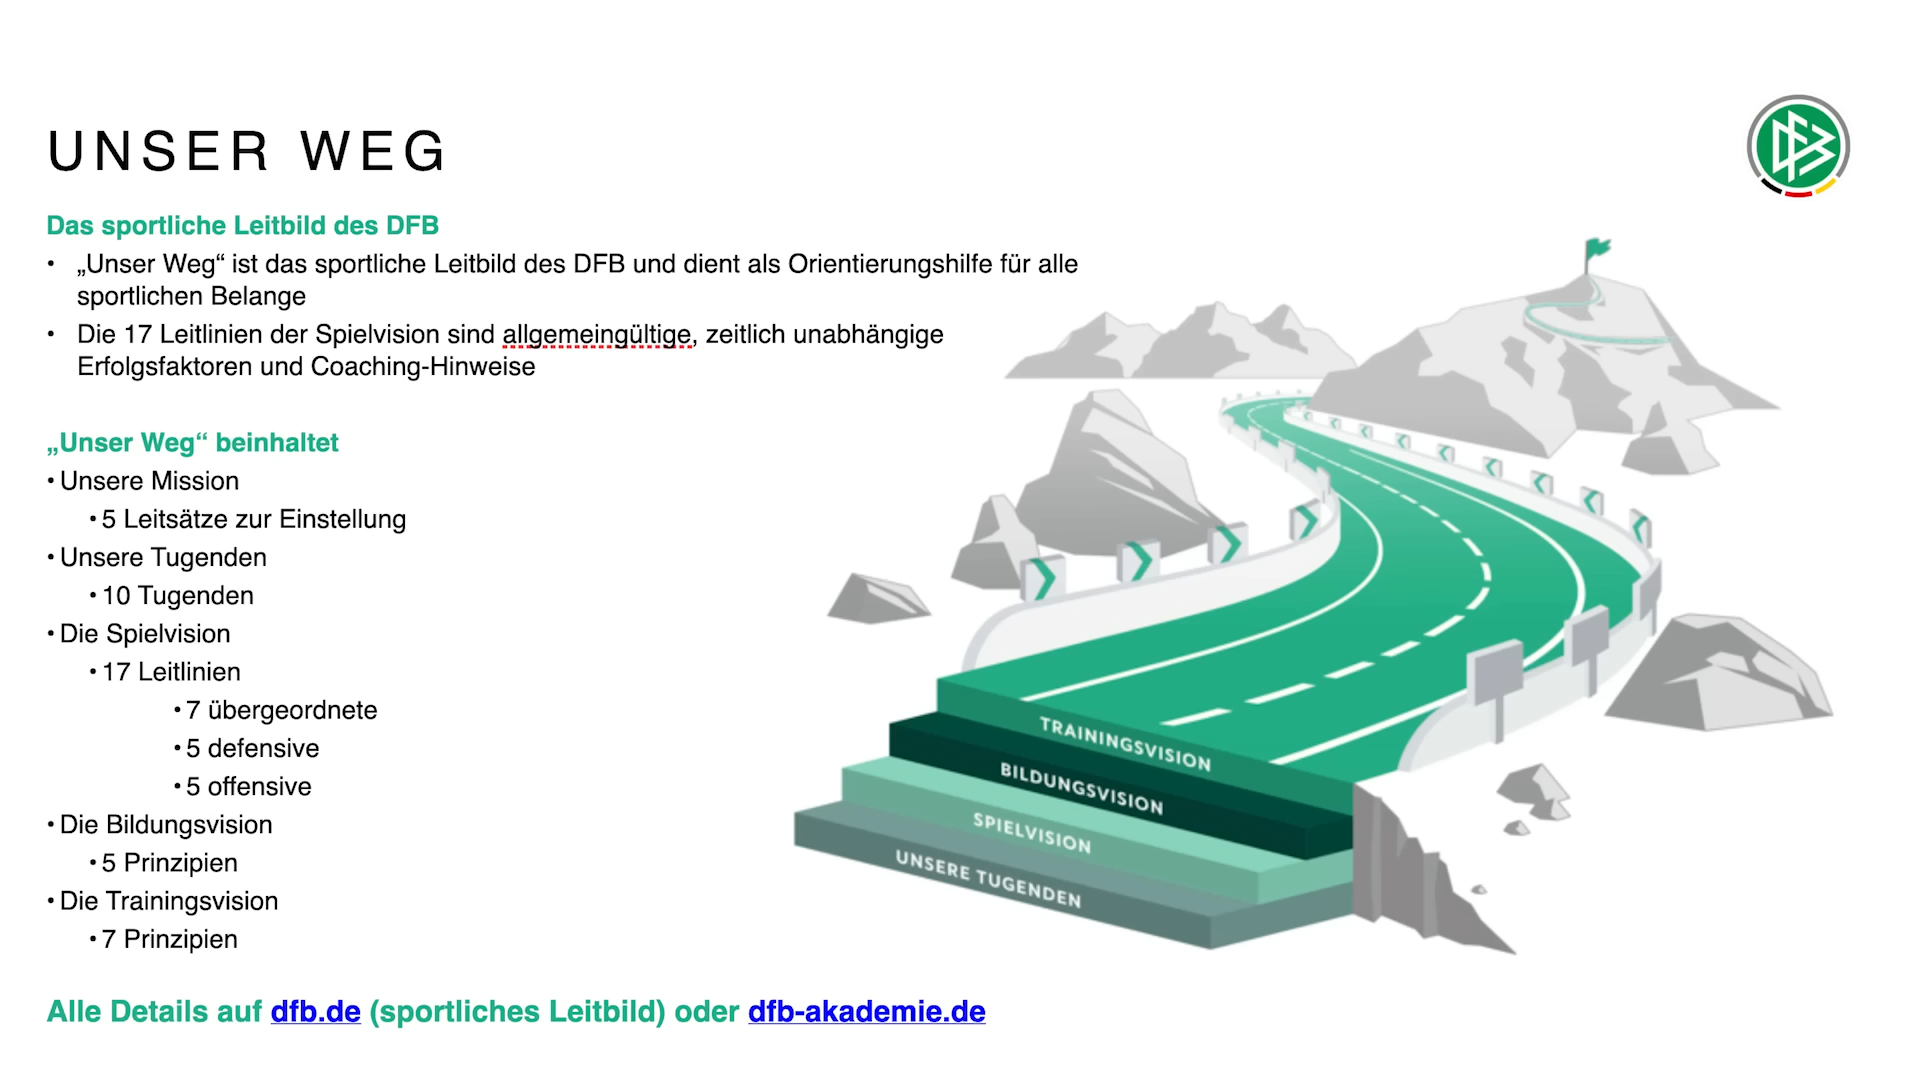 UNSER WEG
DFB
Das sportliche Leitbild des DFB
• „Unser Weg“ ist das sportliche Leitbild des DFB und dient als Orientierungshilfe für alle
sportlichen Belange
• Die 17 Leitlinien der Spielvision sind allgemeingültige, zeitlich unabhängige
Erfolgsfaktoren und Coaching-Hinweise
„Unser Weg“ beinhaltet
• Unsere Mission
• 5 Leitsätze zur Einstellung
• Unsere Tugenden
• 10 Tugenden
• Die Spielvision
• 17 Leitlinien
• 7 übergeordnete
• 5 defensive
• 5 offensive
• Die Bildungsvision
• 5 Prinzipien
• Die Trainingsvision
• 7 Prinzipien
TRAININGSVISION
BILDUNGSVISION
SPIELVISION
UNSERE TUGENDEN
Alle Details auf dfb.de (sportliches Leitbild) oder dfb-akademie.de